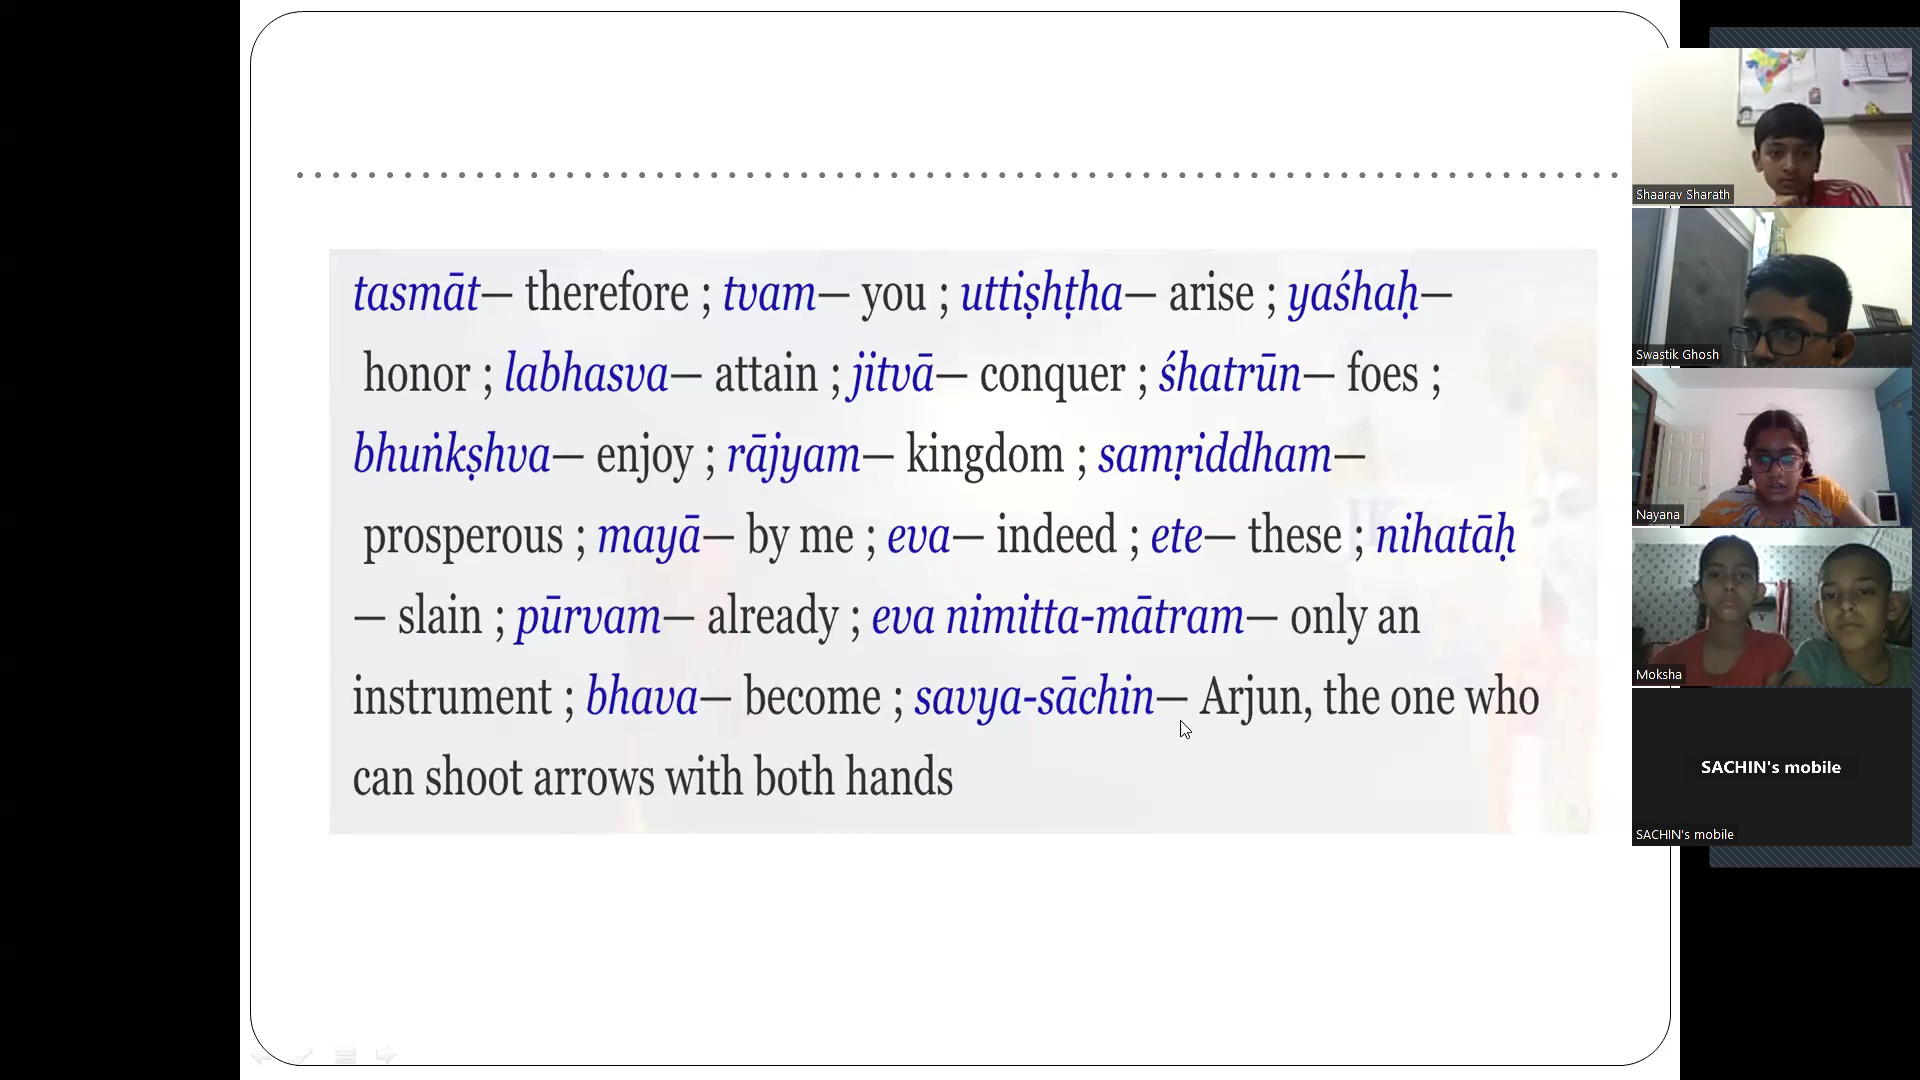 tasmāt— therefore ; tvam— you ; uttiṣhṭha— arise ; yaśhaḥ—
honor ; labhasva— attain ; jitvā— conquer ; śhatrūn— foes ;
bhuṅkṣhva— enjoy ; rājyam— kingdom ; samṛiddham—
prosperous ; mayā— by me ; eva— indeed ; ete— these ; nihatāḥ
— slain ; pūrvam— already ; eva nimitta-mātram— only an
instrument ; bhava— become ; savya-sāchin— Arjun, the one who
can shoot arrows with both hands
Shaarav Sharath
Swastik Ghosh
Nayana
Moksha
SACHIN's mobile
SACHIN's mobile